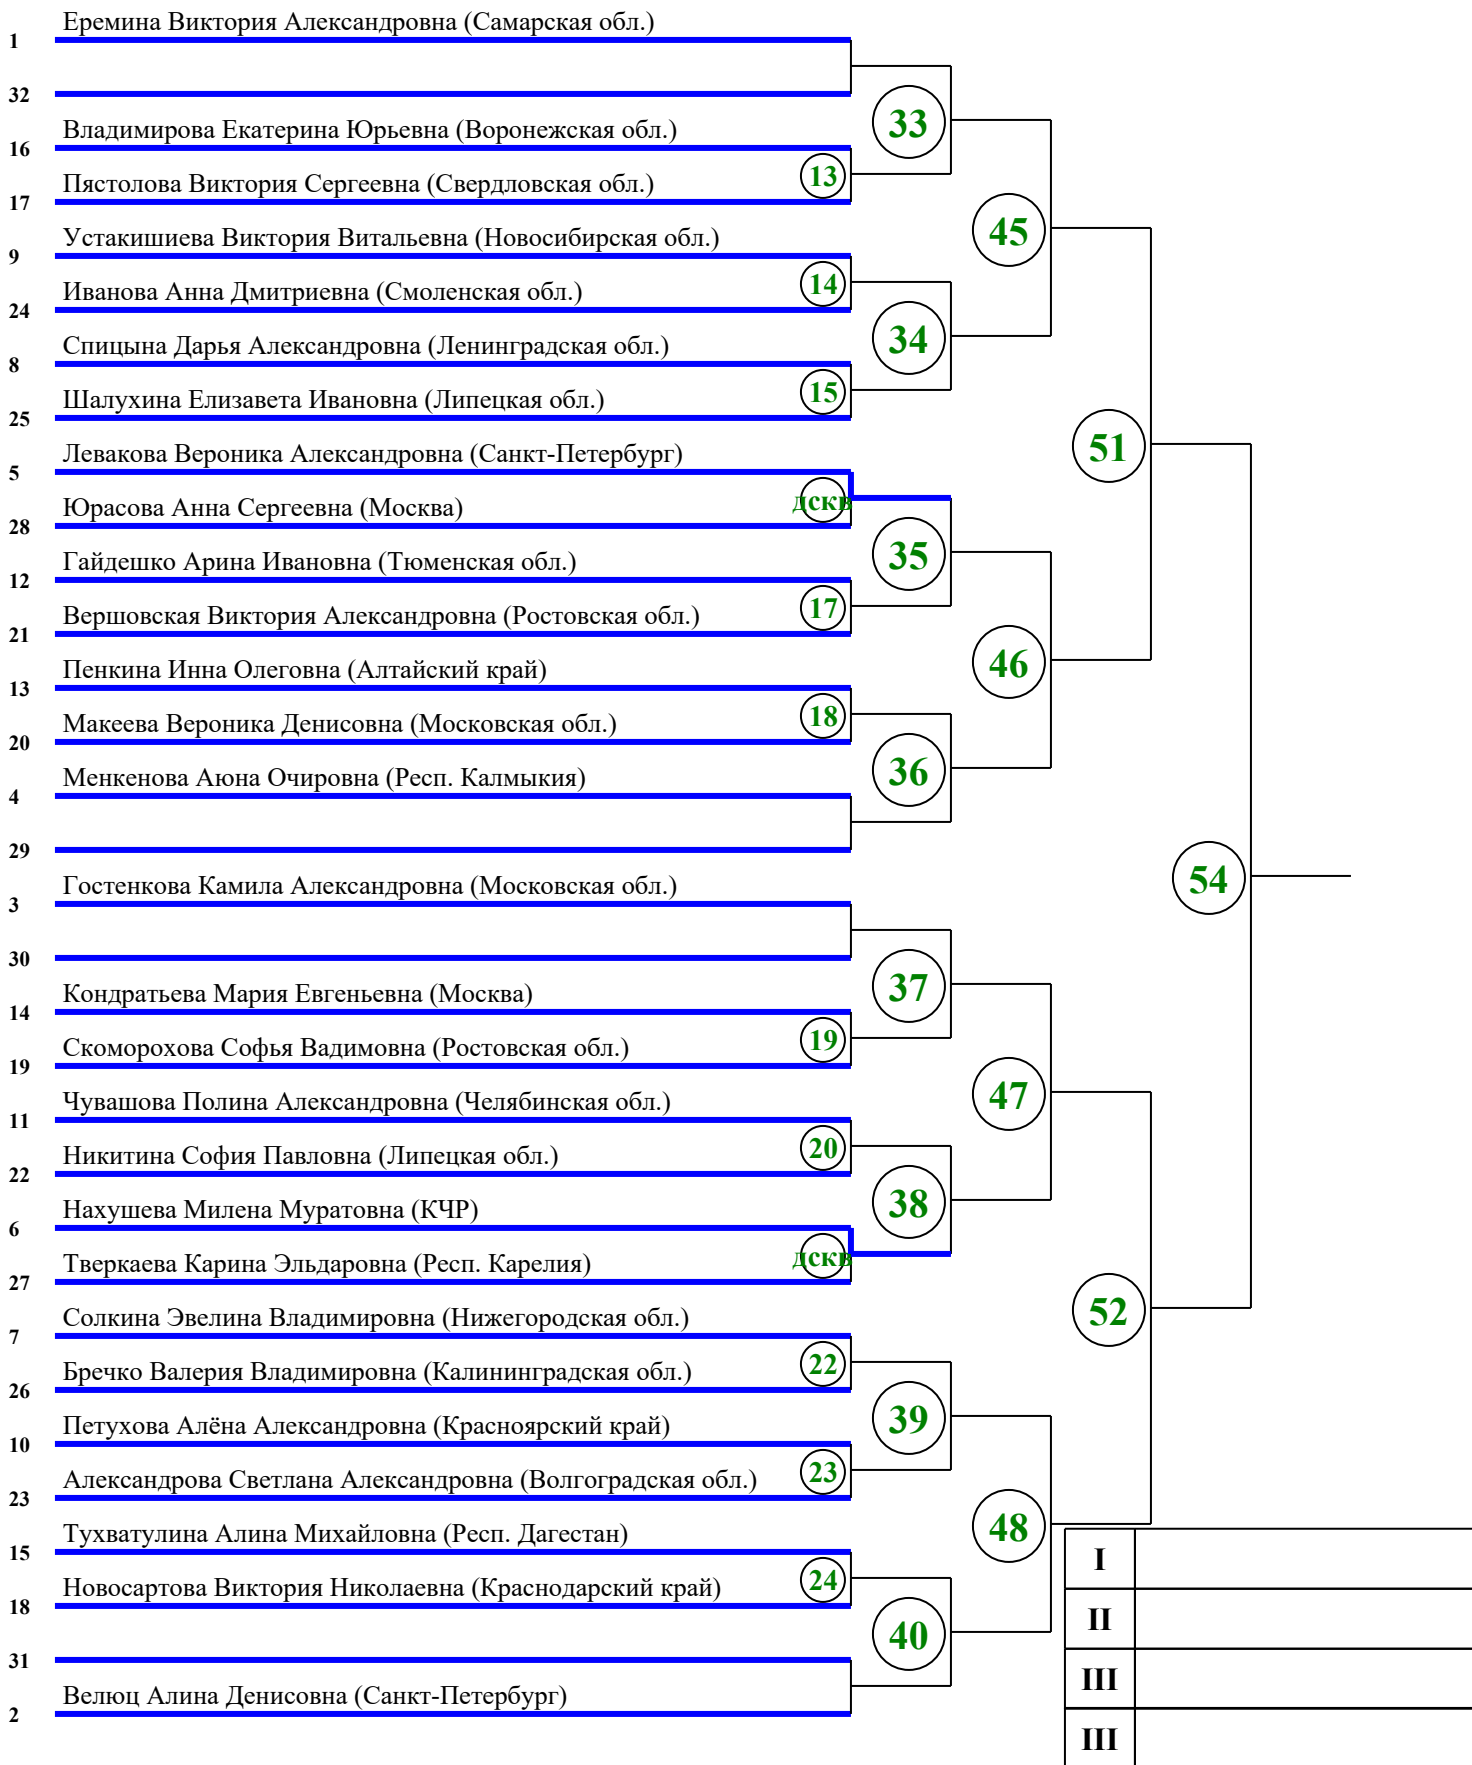 Еремина Виктория Александровна (Самарская обл.)
1
32
33
Владимирова Екатерина Юрьевна (Воронежская обл.)
16
13
Пястолова Виктория Сергеевна (Свердловская обл.)
17
45
Устакишиева Виктория Витальевна (Новосибирская обл.)
9
14
Иванова Анна Дмитриевна (Смоленская обл.)
24
34
Спицына Дарья Александровна (Ленинградская обл.)
8
15
Шалухина Елизавета Ивановна (Липецкая обл.)
25
51
Левакова Вероника Александровна (Санкт-Петербург)
5
дскв
Юрасова Анна Сергеевна (Москва)
28
35
Гайдешко Арина Ивановна (Тюменская обл.)
12
17
Вершовская Виктория Александровна (Ростовская обл.)
21
46
Пенкина Инна Олеговна (Алтайский край)
13
18
Макеева Вероника Денисовна (Московская обл.)
20
36
Менкенова Аюна Очировна (Респ. Калмыкия)
4
29
54
Гостенкова Камила Александровна (Московская обл.)
3
30
37
Кондратьева Мария Евгеньевна (Москва)
14
19
Скоморохова Софья Вадимовна (Ростовская обл.)
19
47
Чувашова Полина Александровна (Челябинская обл.)
11
20
Никитина София Павловна (Липецкая обл.)
22
38
Нахушева Милена Муратовна (КЧР)
6
дскв
Тверкаева Карина Эльдаровна (Респ. Карелия)
27
52
Солкина Эвелина Владимировна (Нижегородская обл.)
7
22
Бречко Валерия Владимировна (Калининградская обл.)
26
39
Петухова Алёна Александровна (Красноярский край)
10
23
Александрова Светлана Александровна (Волгоградская обл.)
23
48
Тухватулина Алина Михайловна (Респ. Дагестан)
15
24
Новосартова Виктория Николаевна (Краснодарский край)
18
40
31
Велюц Алина Денисовна (Санкт-Петербург)
2
I
II
III
III